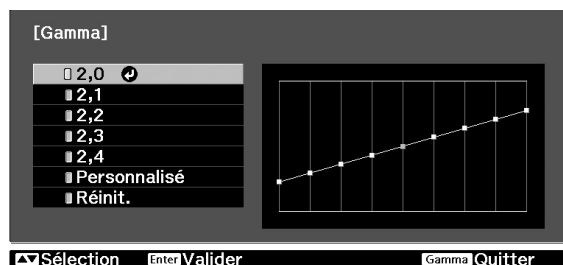 [Gamma]
2,0
2,1
2,2
2,3
2,4
Personnalisé
Réinit.
Sélection Enter Valider Gamma Quitter